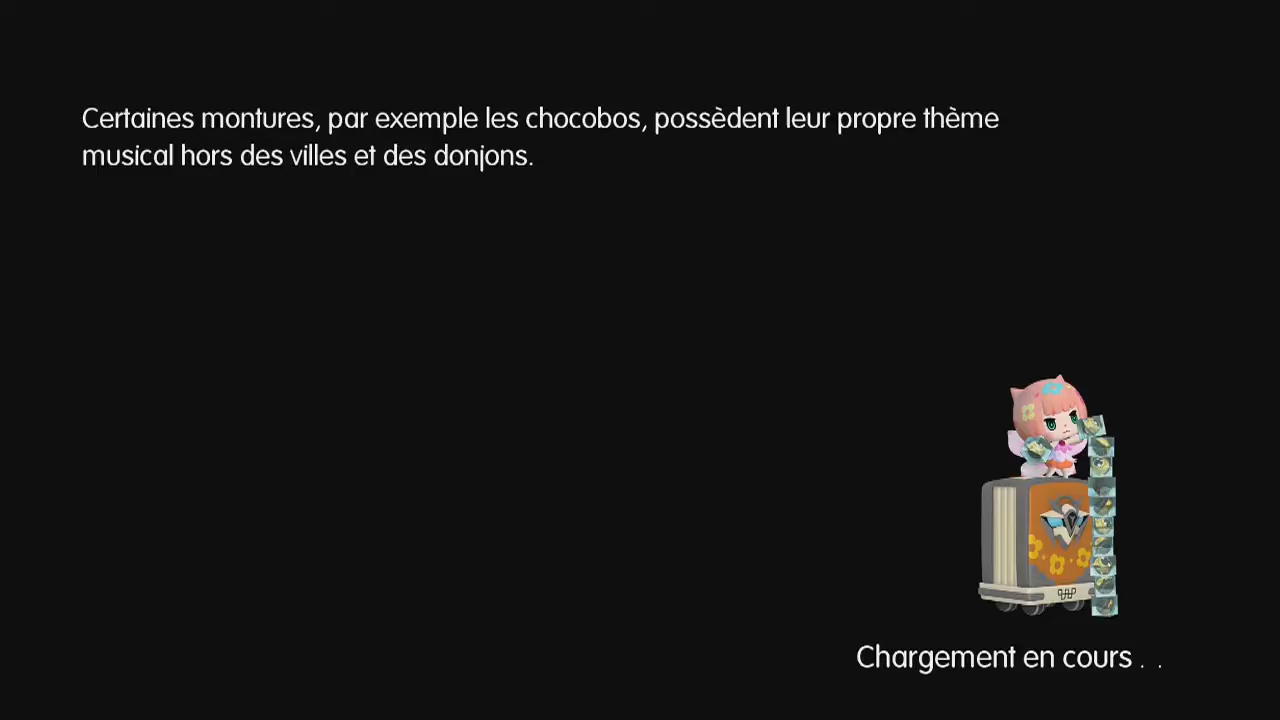 Certaines montures, par exemple les chocobos, possèdent leur propre thème
musical hors des villes et des donjons.
Chargement en cours . .